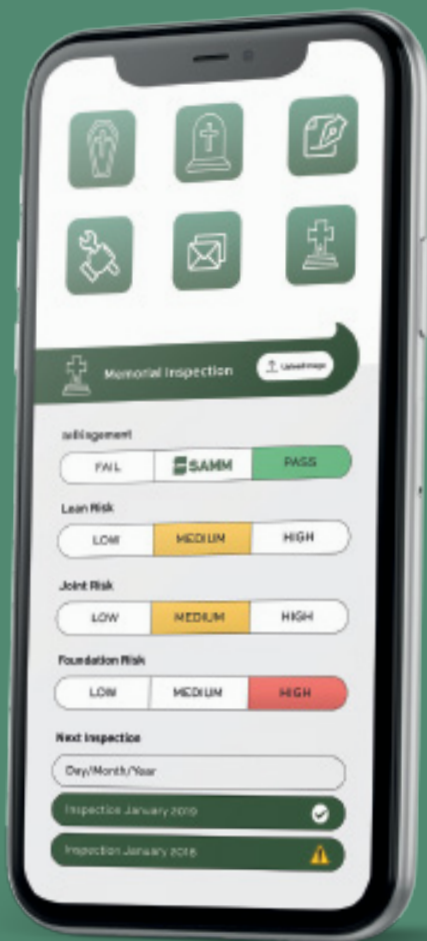 Memorial Inspection
Upload Image
Infringement
FAIL SAMM PASS
Lean Risk
LOW MEDIUM HIGH
Joint Risk
LOW MEDIUM HIGH
Foundation Risk
LOW MEDIUM HIGH
Next Inspection
Day/Month/Year
Inspection January 2019
Inspection January 2018